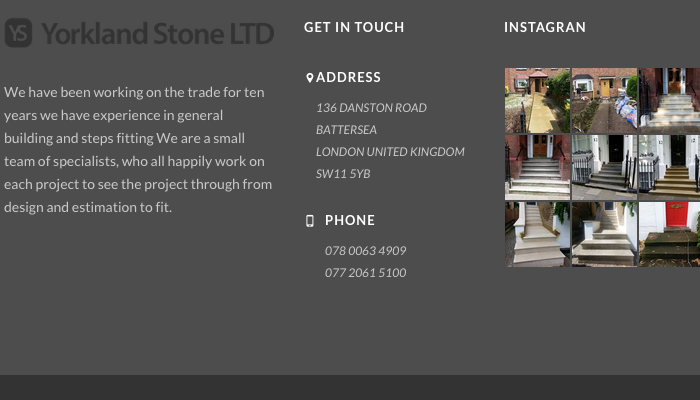 YS Yorkland Stone LTD
We have been working on the trade for ten
years we have experience in general
building and steps fitting We are a small
team of specialists, who all happily work on
each project to see the project through from
design and estimation to fit.
GET IN TOUCH
ADDRESS
136 DANSTON ROAD
BATTERSEA
LONDON UNITED KINGDOM
SW11 5YB
PHONE
078 0063 4909
077 2061 5100
INSTAGRAN